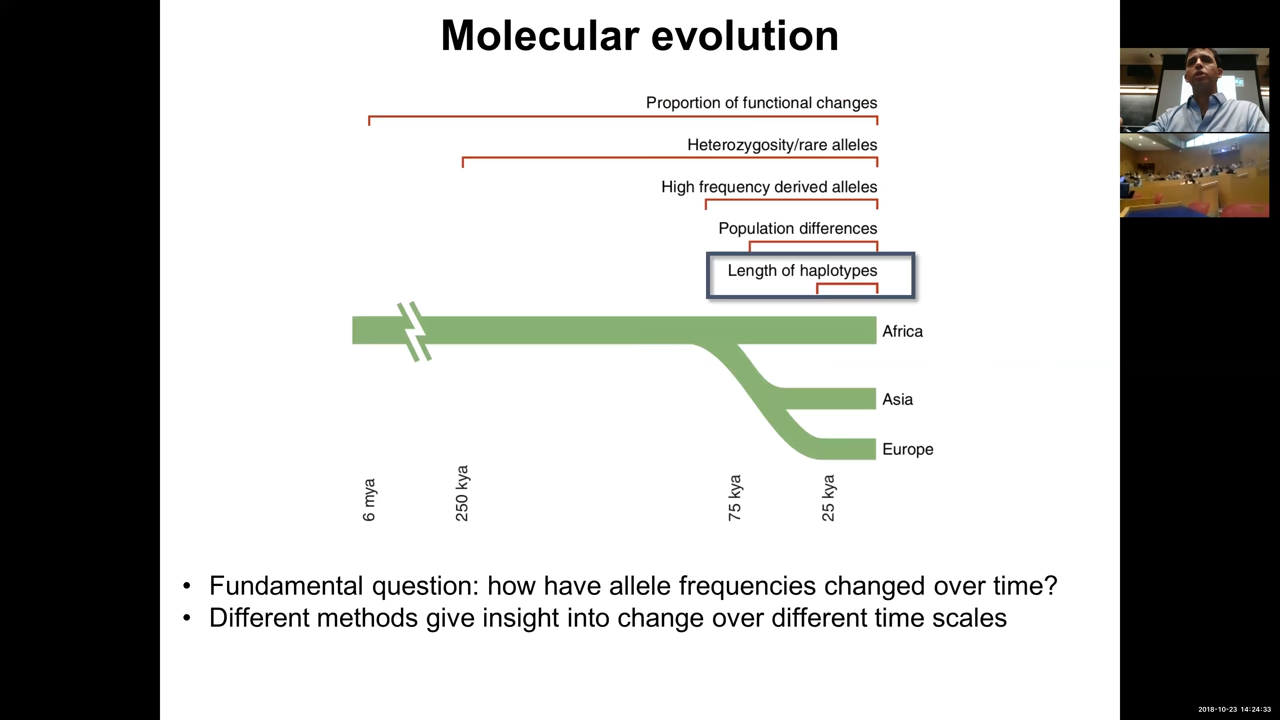 Molecular evolution
Proportion of functional changes
Heterozygosity/rare alleles
High frequency derived alleles
Population differences
Length of haplotypes
Africa
Asia
Europe
6 mya
250 kya
75 kya
25 kya
• Fundamental question: how have allele frequencies changed over time?
• Different methods give insight into change over different time scales
2018-10-23 14:24:33